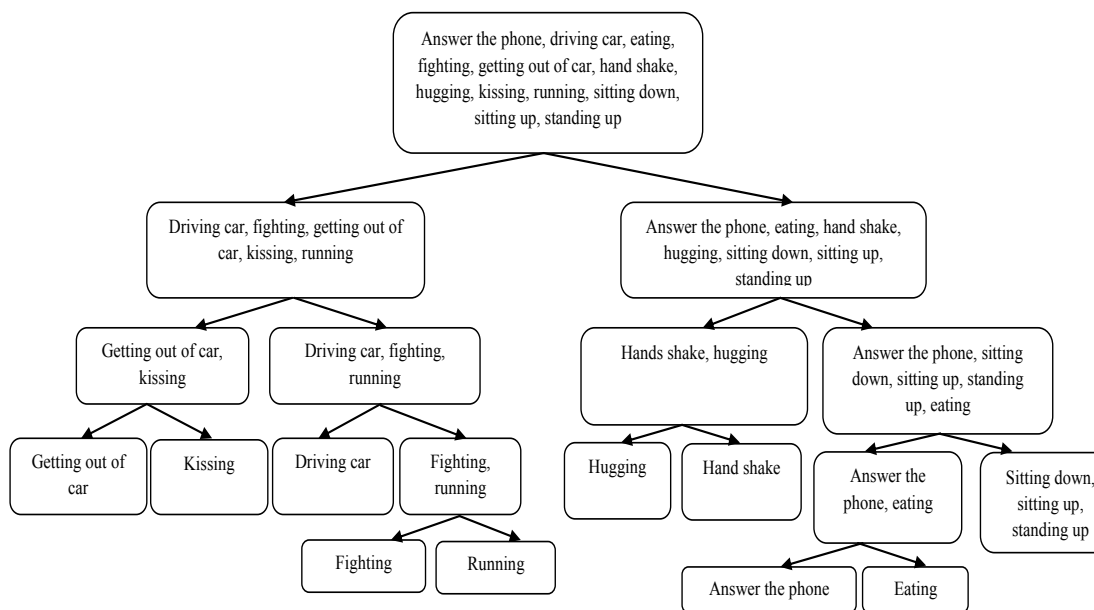 Answer the phone, driving car, eating,
fighting, getting out of car, hand shake,
hugging, kissing, running, sitting down,
sitting up, standing up
Driving car, fighting, getting out of
car, kissing, running
Answer the phone, eating, hand shake,
hugging, sitting down, sitting up,
standing up
Getting out of car,
kissing
Driving car, fighting,
running
Hands shake, hugging
Answer the phone, sitting
down, sitting up, standing
up, eating
Getting out of
car
Kissing
Driving car
Fighting,
running
Hugging
Hand shake
Answer the
phone, eating
Sitting down,
sitting up,
standing up
Fighting
Running
Answer the phone
Eating